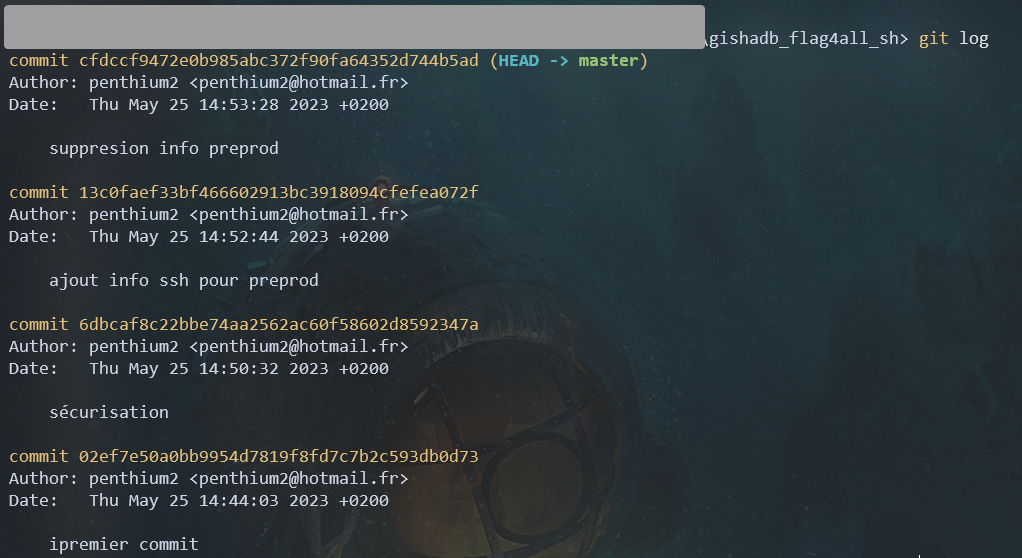 \gishadb_flag4all_sh> git log
commit cfdccf9472e0b985abc372f90fa64352d744b5ad (HEAD -> master)
Author: penthium2 <penthium2@hotmail.fr>
Date:   Thu May 25 14:53:28 2023 +0200
suppresion info preprod
commit 13c0faef33bf466602913bc3918094cfefea072f
Author: penthium2 <penthium2@hotmail.fr>
Date:   Thu May 25 14:52:44 2023 +0200
ajout info ssh pour preprod
commit 6dbcaf8c22bbe74aa2562ac60f58602d8592347a
Author: penthium2 <penthium2@hotmail.fr>
Date:   Thu May 25 14:50:32 2023 +0200
sécurisation
commit 02ef7e50a0bb9954d7819f8fd7c7b2c593db0d73
Author: penthium2 <penthium2@hotmail.fr>
Date:   Thu May 25 14:44:03 2023 +0200
ipremier commit